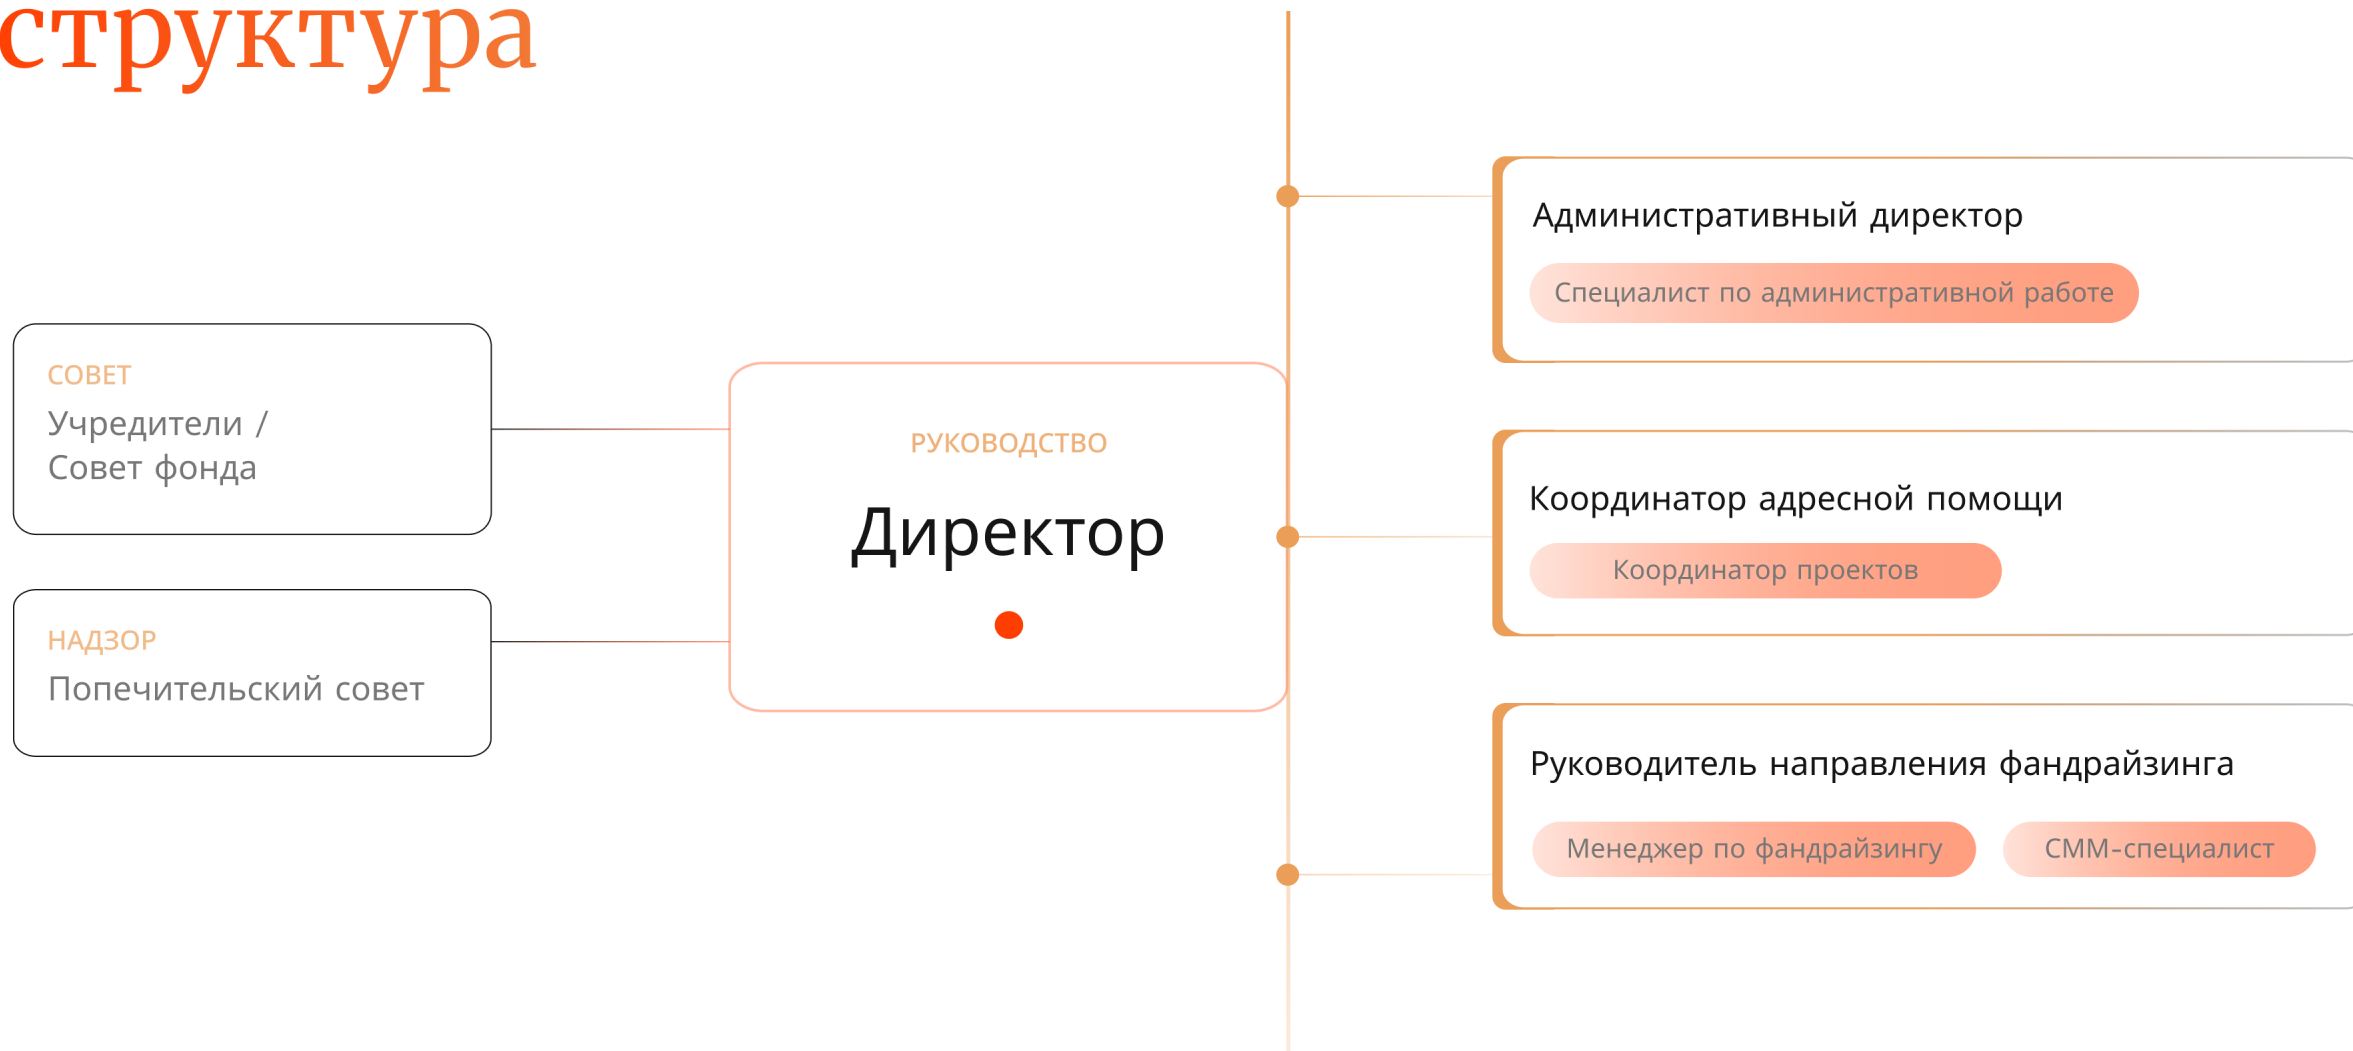 структура
СОВЕТ
Учредители /
Совет фонда
НАДЗОР
Попечительский совет
РУКОВОДСТВО
Директор
Административный директор
Специалист по административной работе
Координатор адресной помощи
Координатор проектов
Руководитель направления фандрайзинга
Менеджер по фандрайзингу
СММ-специалист